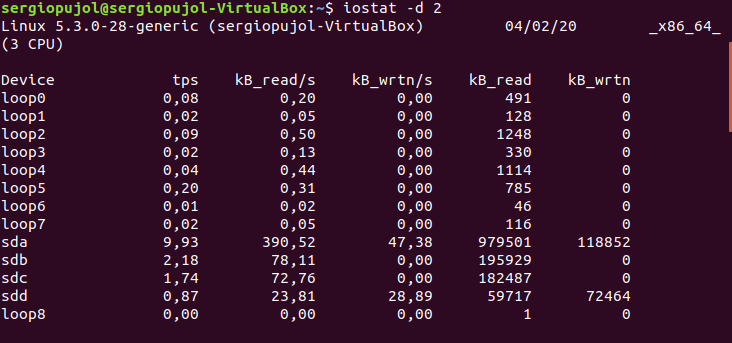 sergiopujol@sergiopujol-VirtualBox:~$ iostat -d 2
Linux 5.3.0-28-generic (sergiopujol-VirtualBox) 04/02/20 _x86_64_
(3 CPU)
Device tps kB_read/s kB_wrtn/s kB_read kB_wrtn
loop0 0,08 0,20 0,00 491 0
loop1 0,02 0,05 0,00 128 0
loop2 0,09 0,50 0,00 1248 0
loop3 0,02 0,13 0,00 330 0
loop4 0,04 0,44 0,00 1114 0
loop5 0,20 0,31 0,00 785 0
loop6 0,01 0,02 0,00 46 0
loop7 0,02 0,05 0,00 116 0
sda 9,93 390,52 47,38 979501 118852
sdb 2,18 78,11 0,00 195929 0
sdc 1,74 72,76 0,00 182487 0
sdd 0,87 23,81 28,89 59717 72464
loop8 0,00 0,00 0,00 1 0